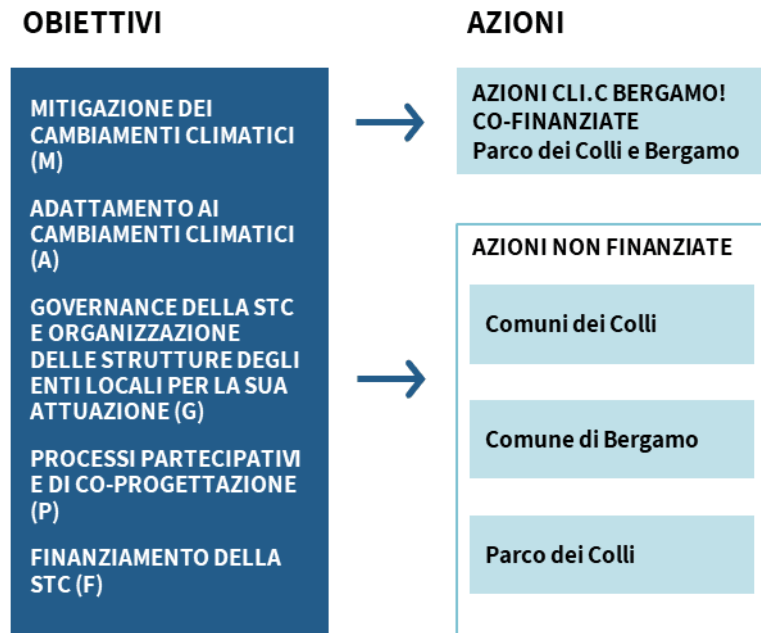 OBIETTIVI
MITIGAZIONE DEI
CAMBIAMENTI CLIMATICI
(M)
ADATTAMENTO AI
CAMBIAMENTI CLIMATICI
(A)
GOVERNANCE DELLA STC
E ORGANIZZAZIONE
DELLE STRUTTURE DEGLI
ENTI LOCALI PER LA SUA
ATTUAZIONE (G)
PROCESSI PARTECIPATIVI
E DI CO-PROGETTAZIONE
(P)
FINANZIAMENTO DELLA
STC (F)
AZIONI
AZIONI CLI.C BERGAMO!
CO-FINANZIATE
Parco dei Colli e Bergamo
AZIONI NON FINANZIATE
Comuni dei Colli
Comune di Bergamo
Parco dei Colli